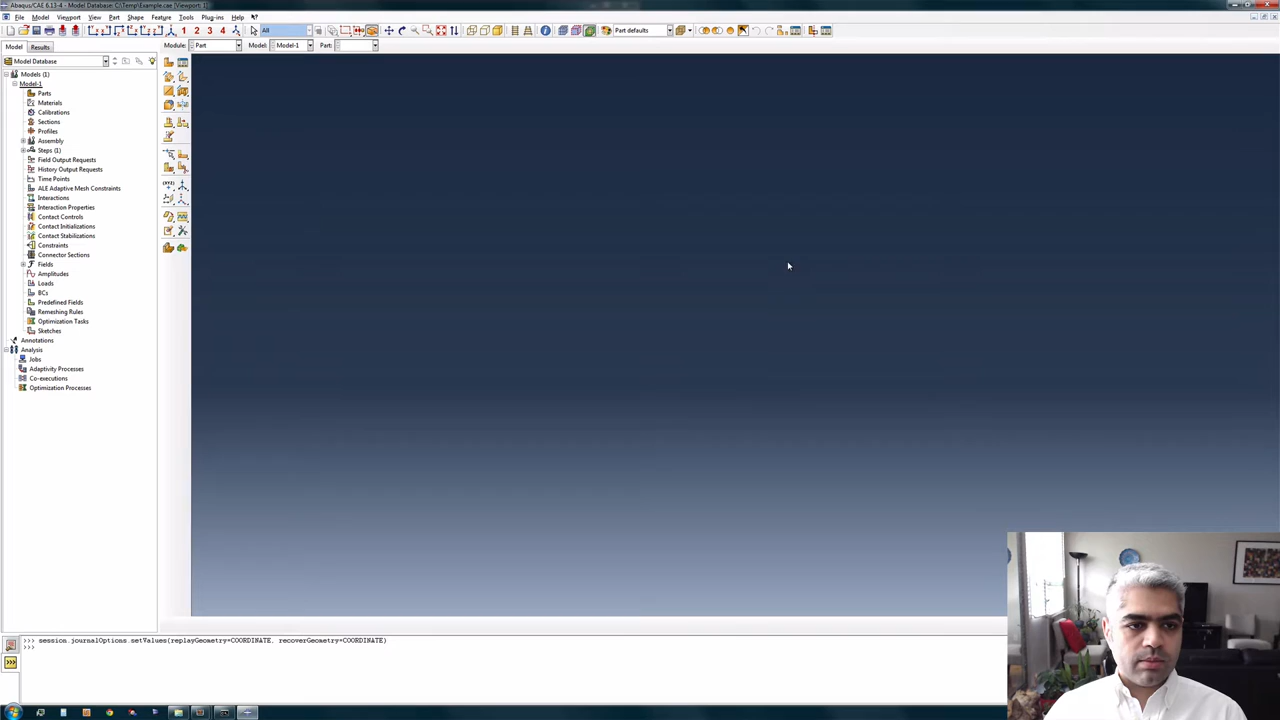 Abaqus/CAE 6.13-4 - Model Database: C:\Temp\Example.cae [Viewport: 1]
File Model Viewport View Part Shape Feature Tools Plug-ins Help
1 2 3 4 All Part defaults
Model Results Module: Part Model: Model-1 Part:
Model Database
Models (1)
Model-1
Parts
Materials
Calibrations
Sections
Profiles
Assembly
Steps (1)
Field Output Requests
History Output Requests
Time Points
ALE Adaptive Mesh Constraints
Interactions
Interaction Properties
Contact Controls
Contact Initializations
Contact Stabilizations
Constraints
Connector Sections
Fields
Amplitudes
Loads
BCs
Predefined Fields
Remeshing Rules
Optimization Tasks
Sketches
Annotations
Analysis
Jobs
Adaptivity Processes
Co-executions
Optimization Processes
>>> session.journalOptions.setValues(replayGeometry=COORDINATE, recoverGeometry=COORDINATE)
>>>